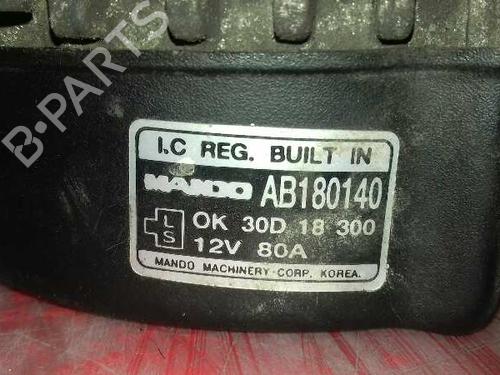 B-PARTS
I.C REG. BUILT IN
MANDO AB180140
L OK 30D 18 300
S 12V 80A
MANDO MACHINERY CORP. KOREA.